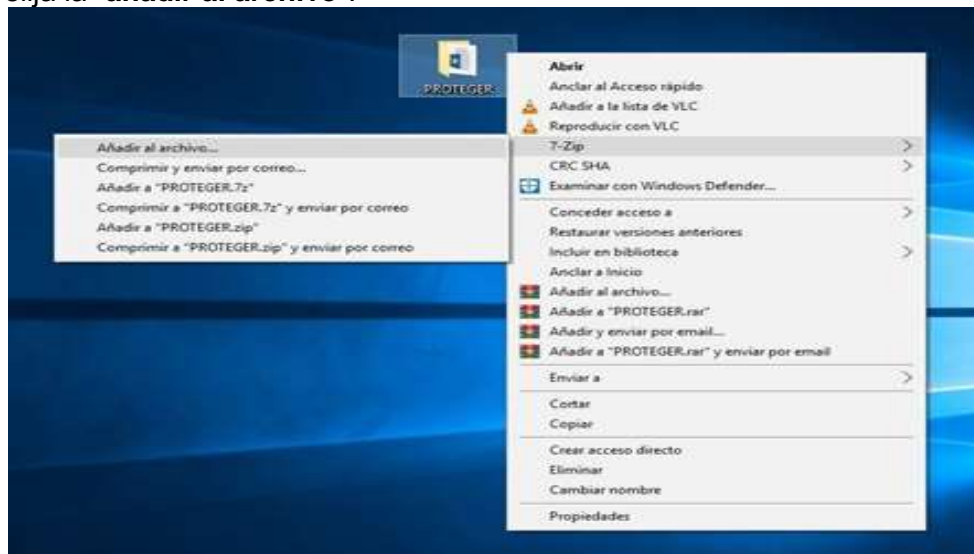 PROTEGER
Abrir
Anclar al Acceso rápido
Añadir a la lista de VLC
Reproducir con VLC
7-Zip
CRC SHA
Examinar con Windows Defender...
Conceder acceso a
Restaurar versiones anteriores
Incluir en biblioteca
Anclar a Inicio
Añadir al archivo...
Añadir a "PROTEGER.rar"
Añadir y enviar por email...
Añadir a "PROTEGER.rar" y enviar por email
Enviar a
Cortar
Copiar
Crear acceso directo
Eliminar
Cambiar nombre
Propiedades
Añadir al archivo...
Comprimir y enviar por correo...
Añadir a "PROTEGER.7z"
Comprimir a "PROTEGER.7z" y enviar por correo
Añadir a "PROTEGER.zip"
Comprimir a "PROTEGER.zip" y enviar por correo